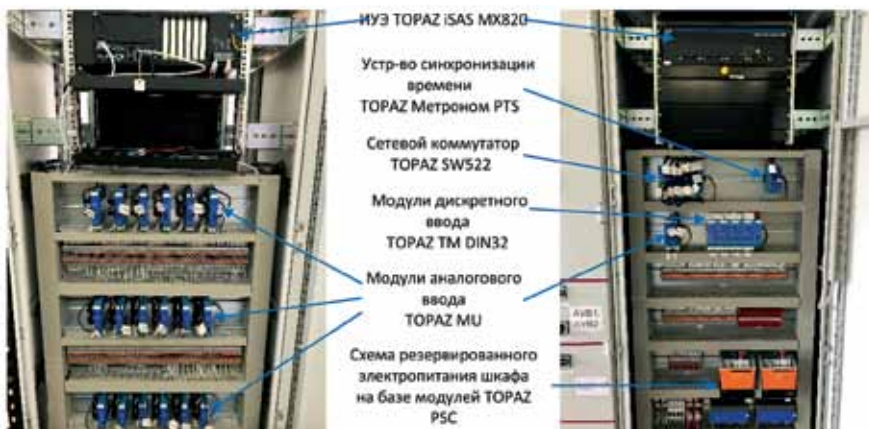 ИУЭ TOPAZ iSAS MX820
Устр-во синхронизации
времени
TOPAZ Метроном PTS
Сетевой коммутатор
TOPAZ SW522
Модули дискретного
ввода
TOPAZ TM DIN32
Модули аналогового
ввода
TOPAZ MU
Схема резервированного
электропитания шкафа
на базе модулей TOPAZ
PSC